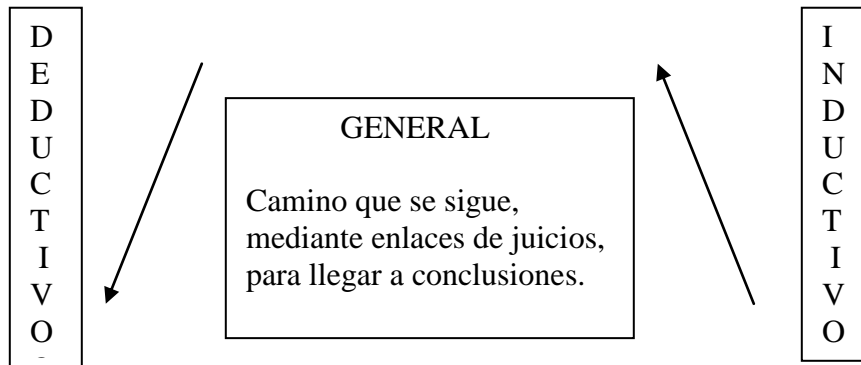 DEDUCTIVO
GENERAL
Camino que se sigue,
mediante enlaces de juicios,
para llegar a conclusiones.
INDUCTIVO